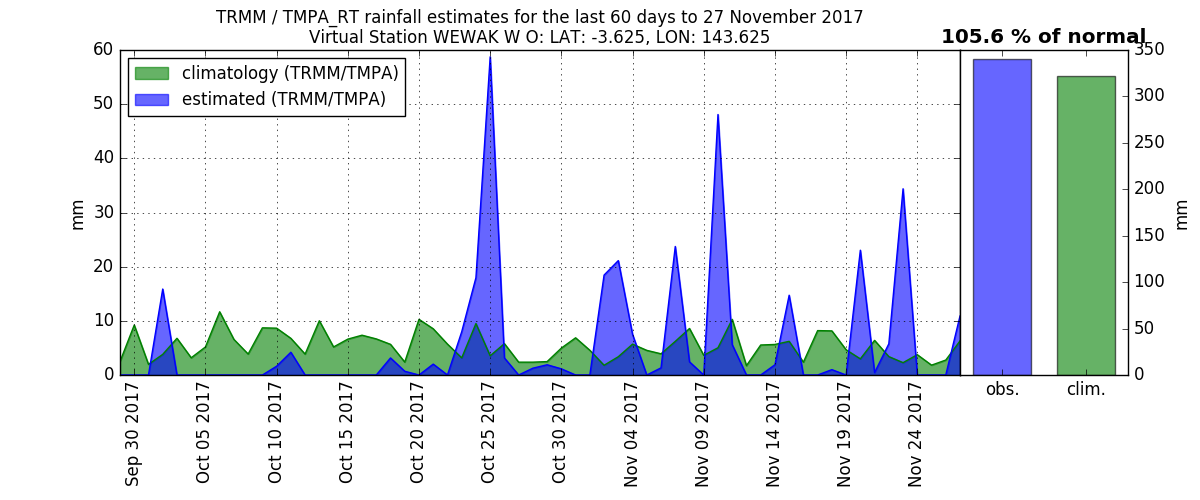 TRMM / TMPA_RT rainfall estimates for the last 60 days to 27 November 2017
Virtual Station WEWAK W O: LAT: -3.625, LON: 143.625
105.6 % of normal
climatology (TRMM/TMPA)
estimated (TRMM/TMPA)
60
50
40
30
20
10
0
mm
350
300
250
200
150
100
50
0
mm
Sep 30 2017
Oct 05 2017
Oct 10 2017
Oct 15 2017
Oct 20 2017
Oct 25 2017
Oct 30 2017
Nov 04 2017
Nov 09 2017
Nov 14 2017
Nov 19 2017
Nov 24 2017
obs.
clim.